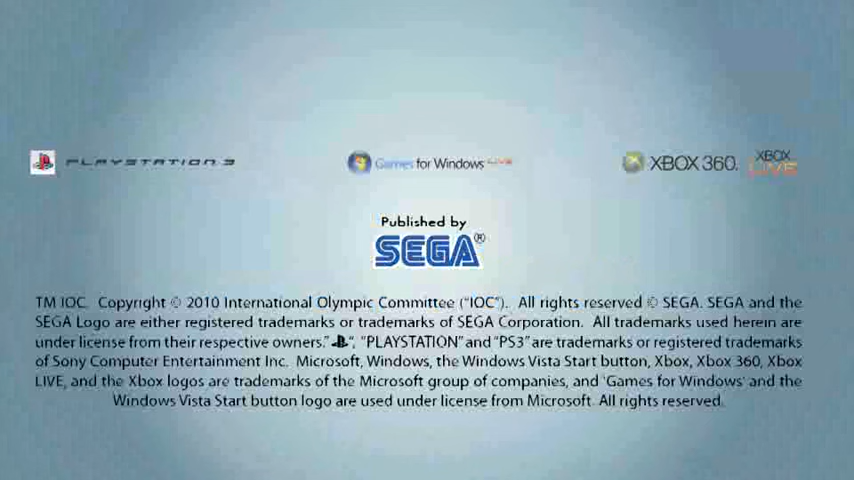 PLAYSTATION 3 Games for Windows LIVE XBOX 360. XBOX LIVE
Published by
SEGA®
TM IOC. Copyright © 2010 International Olympic Committee ("IOC"). All rights reserved © SEGA. SEGA and the
SEGA Logo are either registered trademarks or trademarks of SEGA Corporation. All trademarks used herein are
under license from their respective owners." ", "PLAYSTATION" and "PS3" are trademarks or registered trademarks
of Sony Computer Entertainment Inc. Microsoft, Windows, the Windows Vista Start button, Xbox, Xbox 360, Xbox
LIVE, and the Xbox logos are trademarks of the Microsoft group of companies, and 'Games for Windows' and the
Windows Vista Start button logo are used under license from Microsoft. All rights reserved.